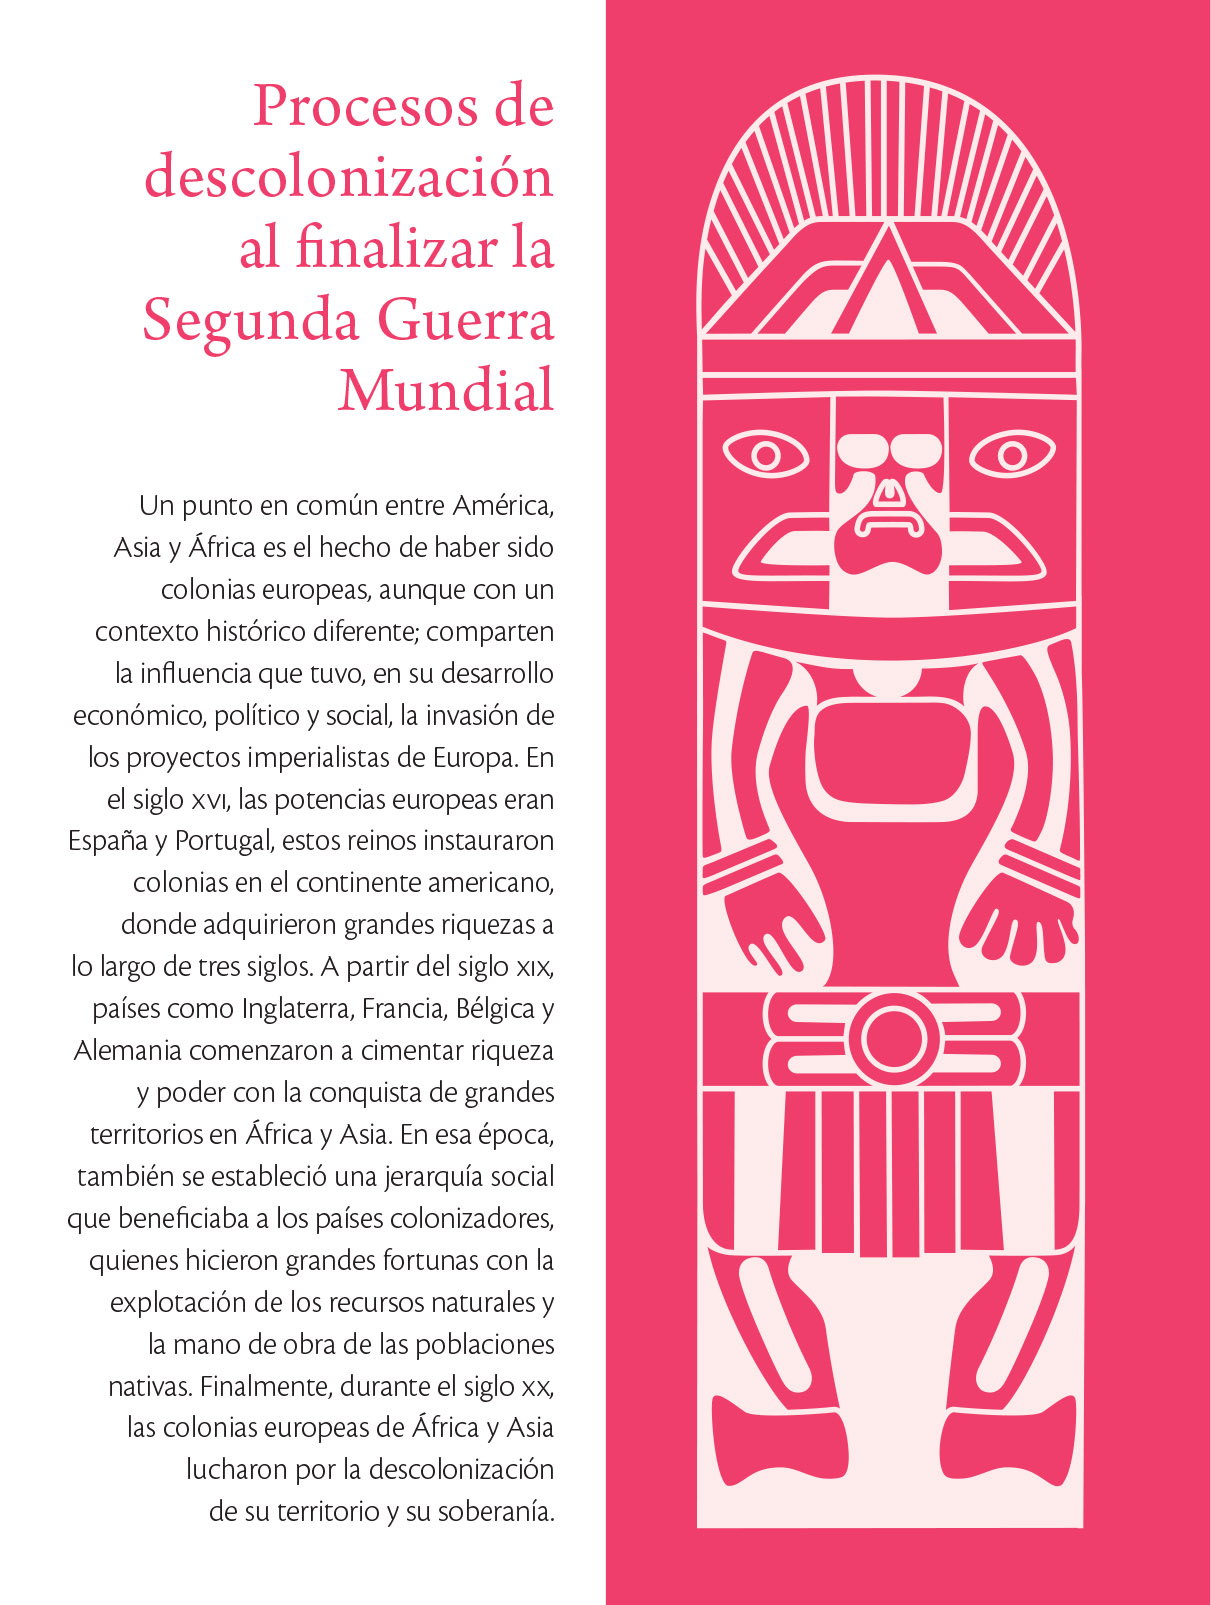 Procesos de
descolonización
al finalizar la
Segunda Guerra
Mundial
Un punto en común entre América,
Asia y África es el hecho de haber sido
colonias europeas, aunque con un
contexto histórico diferente; comparten
la influencia que tuvo, en su desarrollo
económico, político y social, la invasión de
los proyectos imperialistas de Europa. En
el siglo XVI, las potencias europeas eran
España y Portugal, estos reinos instauraron
colonias en el continente americano,
donde adquirieron grandes riquezas a
lo largo de tres siglos. A partir del siglo XIX,
países como Inglaterra, Francia, Bélgica y
Alemania comenzaron a cimentar riqueza
y poder con la conquista de grandes
territorios en África y Asia. En esa época,
también se estableció una jerarquía social
que beneficiaba a los países colonizadores,
quienes hicieron grandes fortunas con la
explotación de los recursos naturales y
la mano de obra de las poblaciones
nativas. Finalmente, durante el siglo XX,
las colonias europeas de África y Asia
lucharon por la descolonización
de su territorio y su soberanía.